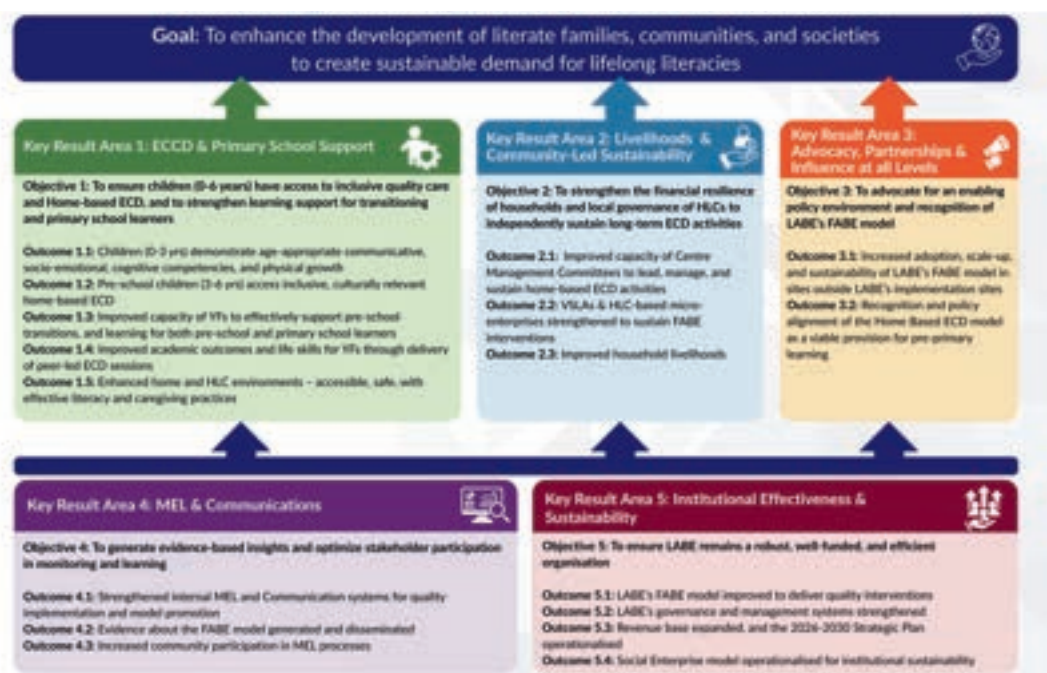 Goal: To enhance the development of literate families, communities, and societies
to create sustainable demand for lifelong literacies
Key Result Area 1: ECCD & Primary School Support
Objective 1: To ensure children (0-6 years) have access to inclusive quality care
and Home-based ECD, and to strengthen learning support for transitioning
and primary school learners
Outcome 1.1: Children (0-3 yrs) demonstrate age-appropriate communicative,
socio-emotional, cognitive competencies, and physical growth
Outcome 1.2: Pre-school children (3-6 yrs) access inclusive, culturally relevant
home-based ECD
Outcome 1.3: Improved capacity of YFs to effectively support pre-school
transitions, and learning for both pre-school and primary school learners
Outcome 1.4: Improved academic outcomes and life skills for YFs through delivery
of peer-led ECD sessions
Outcome 1.5: Enhanced home and HLC environments – accessible, safe, with
effective literacy and caregiving practices
Key Result Area 2: Livelihoods &
Community-Led Sustainability
Objective 2: To strengthen the financial resilience
of households and local governance of HLCs to
independently sustain long-term ECD activities
Outcome 2.1: Improved capacity of Centre
Management Committees to lead, manage, and
sustain home-based ECD activities
Outcome 2.2: VSLAs & HLC-based micro-
enterprises strengthened to sustain FABE
interventions
Outcome 2.3: Improved household livelihoods
Key Result Area 3:
Advocacy, Partnerships &
Influence at all Levels
Objective 3: To advocate for an enabling
policy environment and recognition of
LABE's FABE model
Outcome 3.1: Increased adoption, scale-up,
and sustainability of LABE's FABE model in
sites outside LABE's implementation sites
Outcome 3.2: Recognition and policy
alignment of the Home Based ECD model
as a viable provision for pre-primary
learning
Key Result Area 4: MEL & Communications
Objective 4: To generate evidence-based insights and optimize stakeholder participation
in monitoring and learning
Outcome 4.1: Strengthened internal MEL and Communication systems for quality
implementation and model promotion
Outcome 4.2: Evidence about the FABE model generated and disseminated
Outcome 4.3: Increased community participation in MEL processes
Key Result Area 5: Institutional Effectiveness &
Sustainability
Objective 5: To ensure LABE remains a robust, well-funded, and efficient
organisation
Outcome 5.1: LABE's FABE model improved to deliver quality interventions
Outcome 5.2: LABE's governance and management systems strengthened
Outcome 5.3: Revenue base expanded, and the 2026-2030 Strategic Plan
operationalised
Outcome 5.4: Social Enterprise model operationalised for institutional sustainability